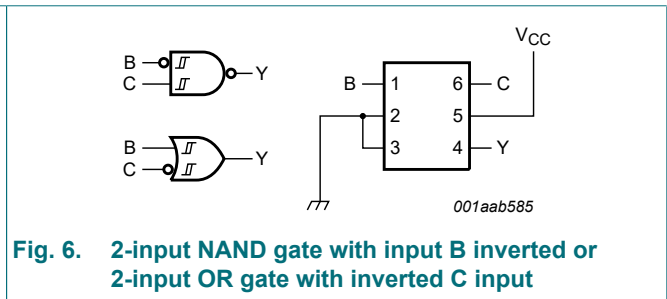 B
C
Y
B
C
Y
VCC
B 1 6 C
2 5
3 4 Y
001aab585
Fig. 6. 2-input NAND gate with input B inverted or
2-input OR gate with inverted C input